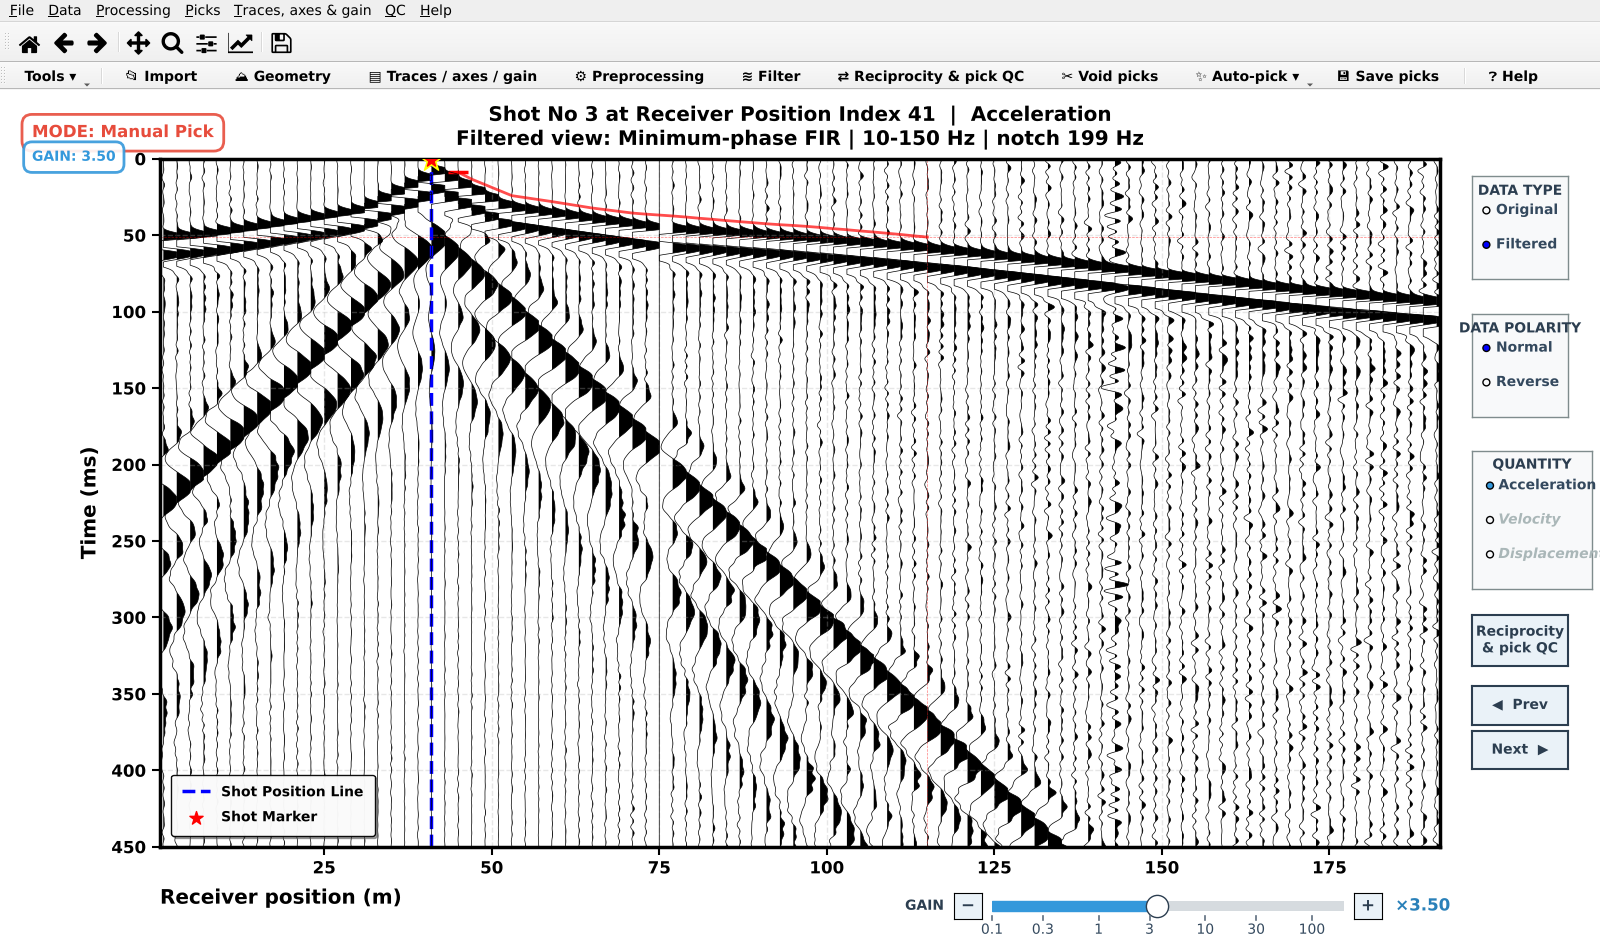 File Data Processing Picks Traces, axes & gain QC Help
Tools ▾ Import Geometry Traces / axes / gain Preprocessing Filter Reciprocity & pick QC Void picks Auto-pick ▾ Save picks ? Help
Shot No 3 at Receiver Position Index 41 | Acceleration
Filtered view: Minimum-phase FIR | 10-150 Hz | notch 199 Hz
MODE: Manual Pick
GAIN: 3.50
0
50
100
150
200
250
300
350
400
450
Time (ms)
Shot Position Line
Shot Marker
25 50 75 100 125 150 175
Receiver position (m)
DATA TYPE
Original
Filtered
DATA POLARITY
Normal
Reverse
QUANTITY
Acceleration
Velocity
Displacement
Reciprocity
& pick QC
◀ Prev
Next ▶
GAIN − + ×3.50
0.1 0.3 1 3 10 30 100